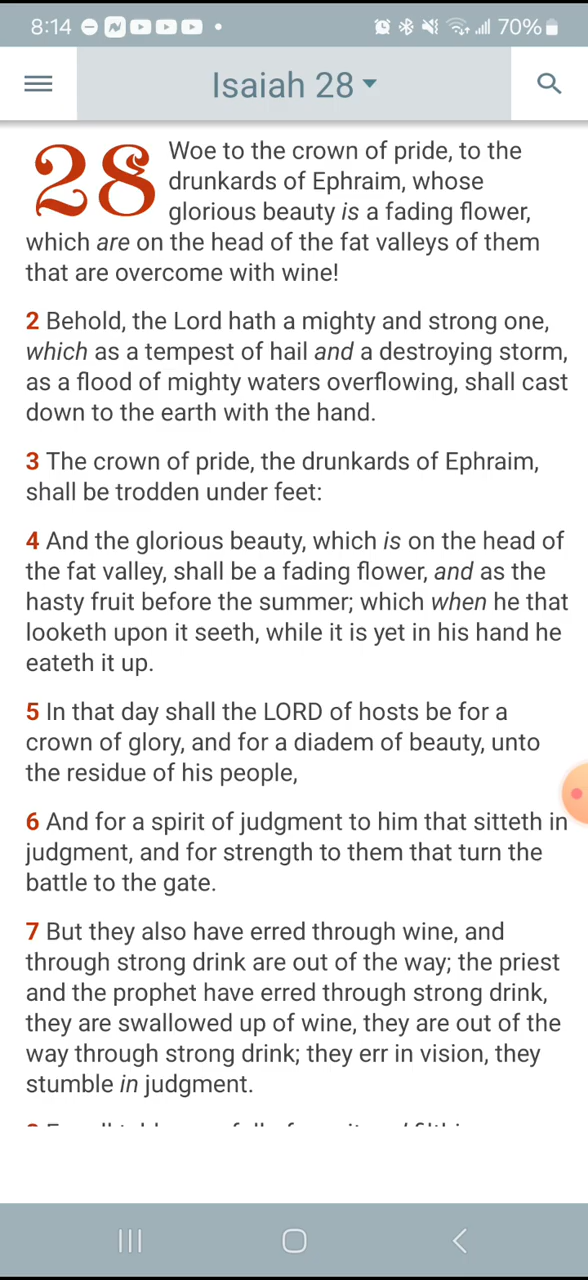 8:14
70%
Isaiah 28
28 Woe to the crown of pride, to the
drunkards of Ephraim, whose
glorious beauty is a fading flower,
which are on the head of the fat valleys of them
that are overcome with wine!
2 Behold, the Lord hath a mighty and strong one,
which as a tempest of hail and a destroying storm,
as a flood of mighty waters overflowing, shall cast
down to the earth with the hand.
3 The crown of pride, the drunkards of Ephraim,
shall be trodden under feet:
4 And the glorious beauty, which is on the head of
the fat valley, shall be a fading flower, and as the
hasty fruit before the summer; which when he that
looketh upon it seeth, while it is yet in his hand he
eateth it up.
5 In that day shall the LORD of hosts be for a
crown of glory, and for a diadem of beauty, unto
the residue of his people,
6 And for a spirit of judgment to him that sitteth in
judgment, and for strength to them that turn the
battle to the gate.
7 But they also have erred through wine, and
through strong drink are out of the way; the priest
and the prophet have erred through strong drink,
they are swallowed up of wine, they are out of the
way through strong drink; they err in vision, they
stumble in judgment.